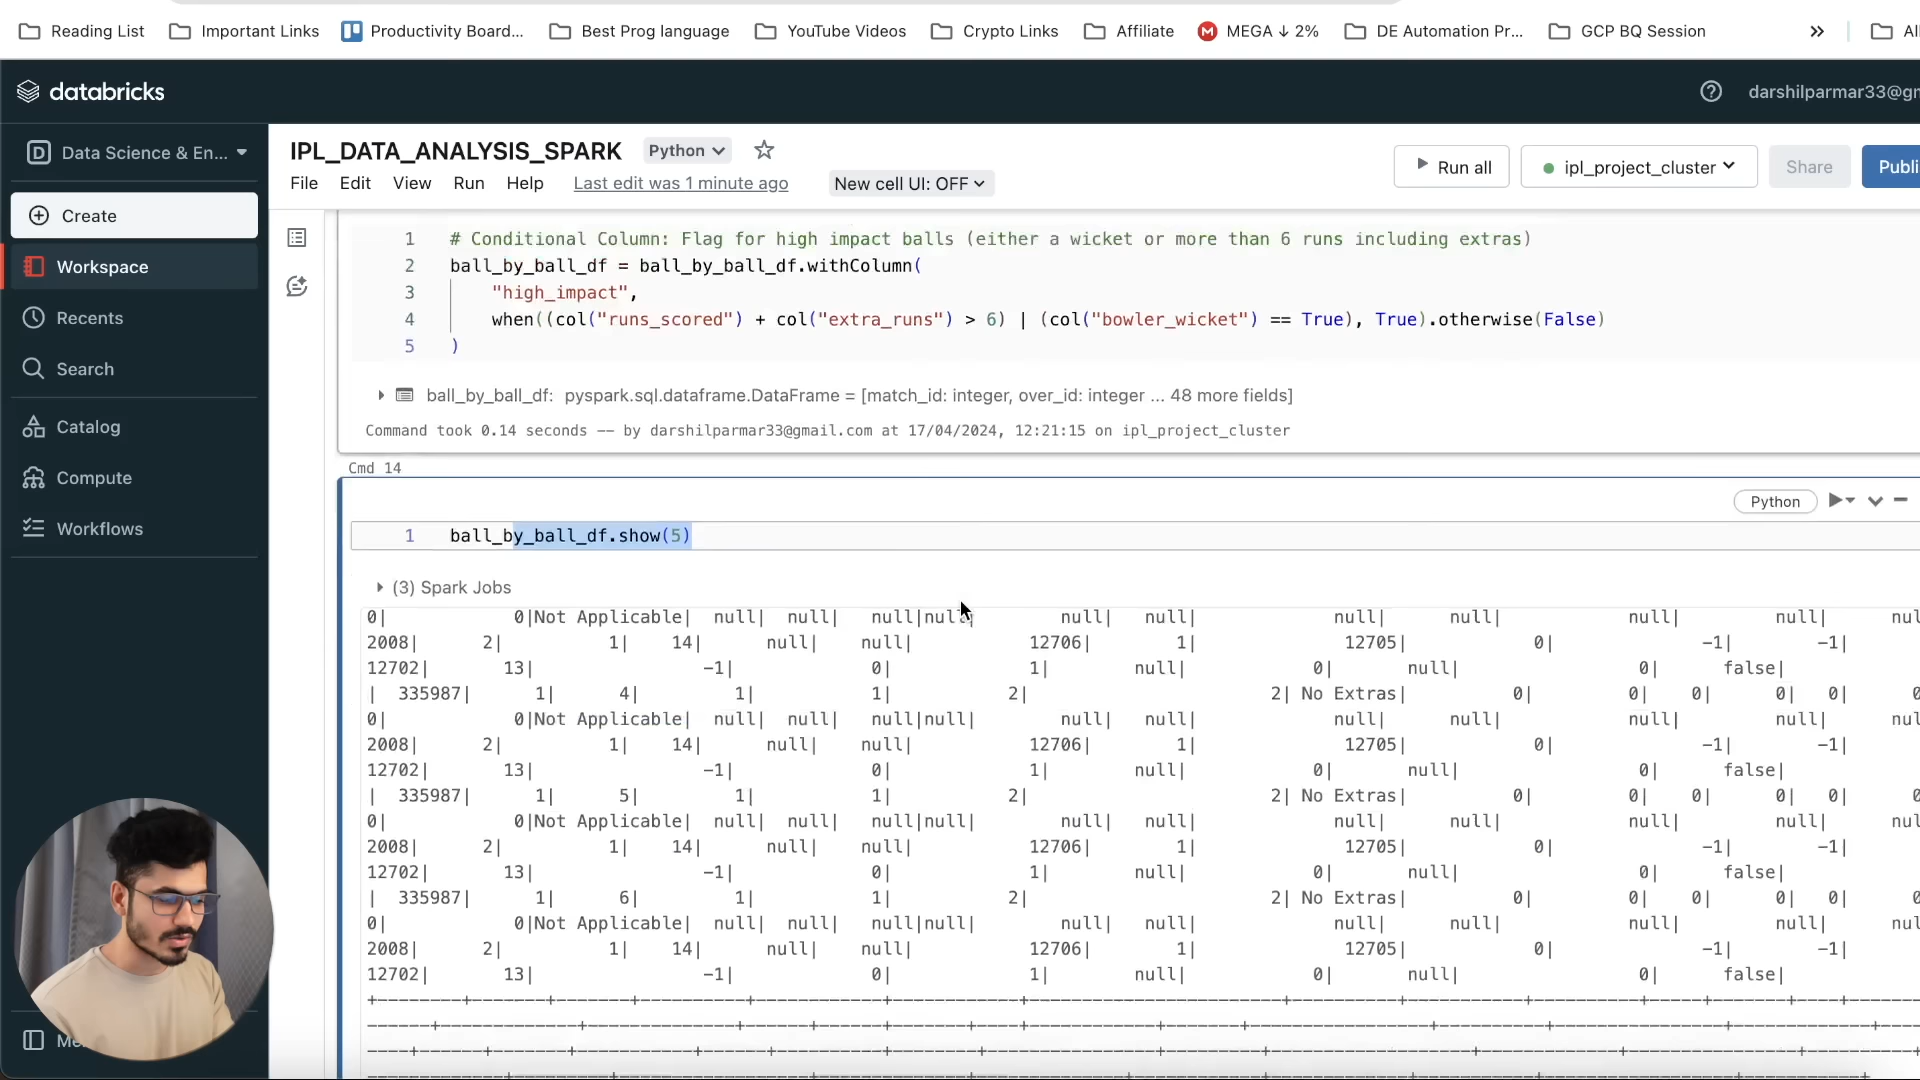 Reading List Important Links Productivity Board... Best Prog language YouTube Videos Crypto Links Affiliate MEGA ↓ 2% DE Automation Pr... GCP BQ Session » All
databricks darshilparmar33@gm
D Data Science & En...
Create
Workspace
Recents
Search
Catalog
Compute
Workflows
IPL_DATA_ANALYSIS_SPARK Python
File Edit View Run Help Last edit was 1 minute ago New cell UI: OFF
Run all ipl_project_cluster Share Publi
1 # Conditional Column: Flag for high impact balls (either a wicket or more than 6 runs including extras)
2 ball_by_ball_df = ball_by_ball_df.withColumn(
3 "high_impact",
4 when((col("runs_scored") + col("extra_runs") > 6) | (col("bowler_wicket") == True), True).otherwise(False)
5 )
ball_by_ball_df: pyspark.sql.dataframe.DataFrame = [match_id: integer, over_id: integer ... 48 more fields]
Command took 0.14 seconds -- by darshilparmar33@gmail.com at 17/04/2024, 12:21:15 on ipl_project_cluster
Cmd 14
Python
1 ball_by_ball_df.show(5)
(3) Spark Jobs
0| 0|Not Applicable| null| null| null|null| null| null| null| null| null| null| nul
2008| 2| 1| 14| null| null| 12706| 1| 12705| 0| -1| -1|
12702| 13| -1| 0| 1| null| 0| null| 0| false|
| 335987| 1| 4| 1| 1| 2| 2| No Extras| 0| 0| 0| 0| 0| 0
0| 0|Not Applicable| null| null| null|null| null| null| null| null| null| null| nul
2008| 2| 1| 14| null| null| 12706| 1| 12705| 0| -1| -1|
12702| 13| -1| 0| 1| null| 0| null| 0| false|
| 335987| 1| 5| 1| 1| 2| 2| No Extras| 0| 0| 0| 0| 0| 0
0| 0|Not Applicable| null| null| null|null| null| null| null| null| null| null| nul
2008| 2| 1| 14| null| null| 12706| 1| 12705| 0| -1| -1|
12702| 13| -1| 0| 1| null| 0| null| 0| false|
| 335987| 1| 6| 1| 1| 2| 2| No Extras| 0| 0| 0| 0| 0| 0
0| 0|Not Applicable| null| null| null|null| null| null| null| null| null| null| nul
2008| 2| 1| 14| null| null| 12706| 1| 12705| 0| -1| -1|
12702| 13| -1| 0| 1| null| 0| null| 0| false|